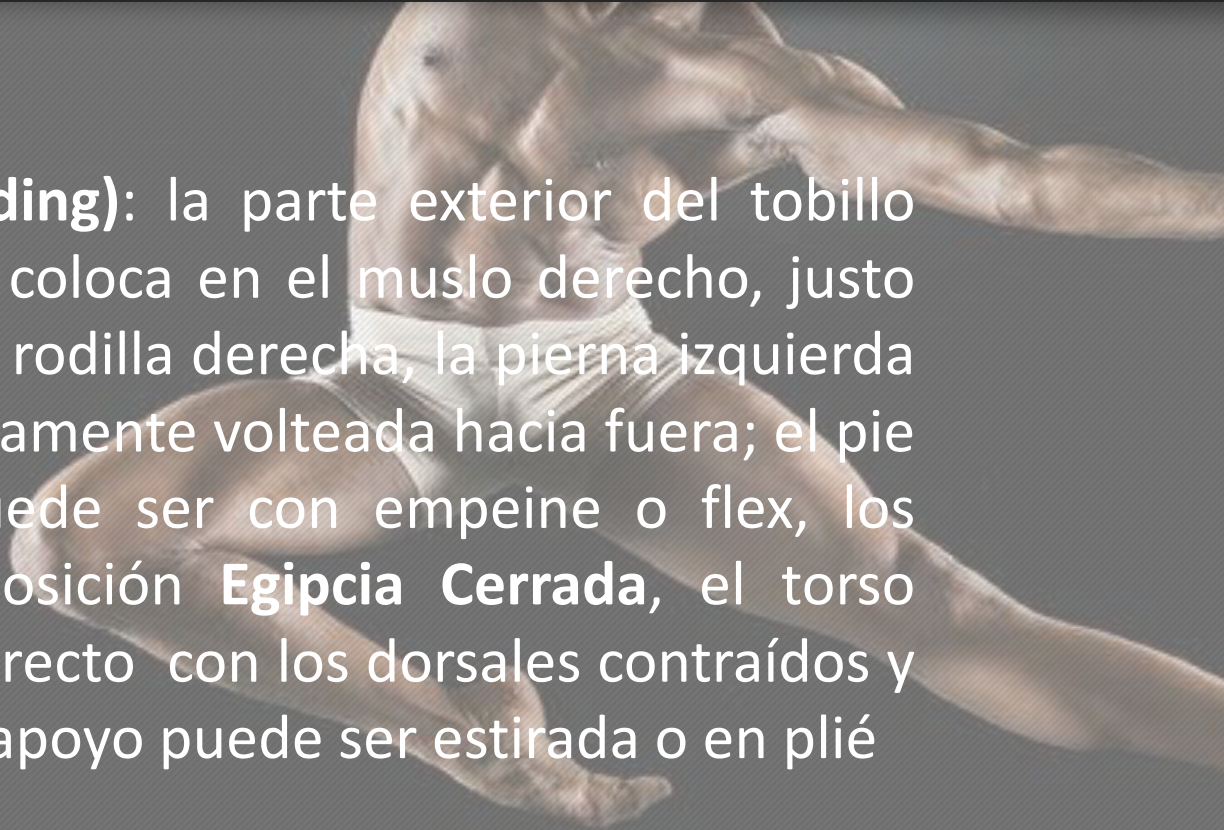 ding): la parte exterior del tobillo
coloca en el muslo derecho, justo
rodilla derecha, la pierna izquierda
amente volteada hacia fuera; el pie
uede ser con empeine o flex, los
osición Egipcia Cerrada, el torso
recto con los dorsales contraídos y
apoyo puede ser estirada o en plié